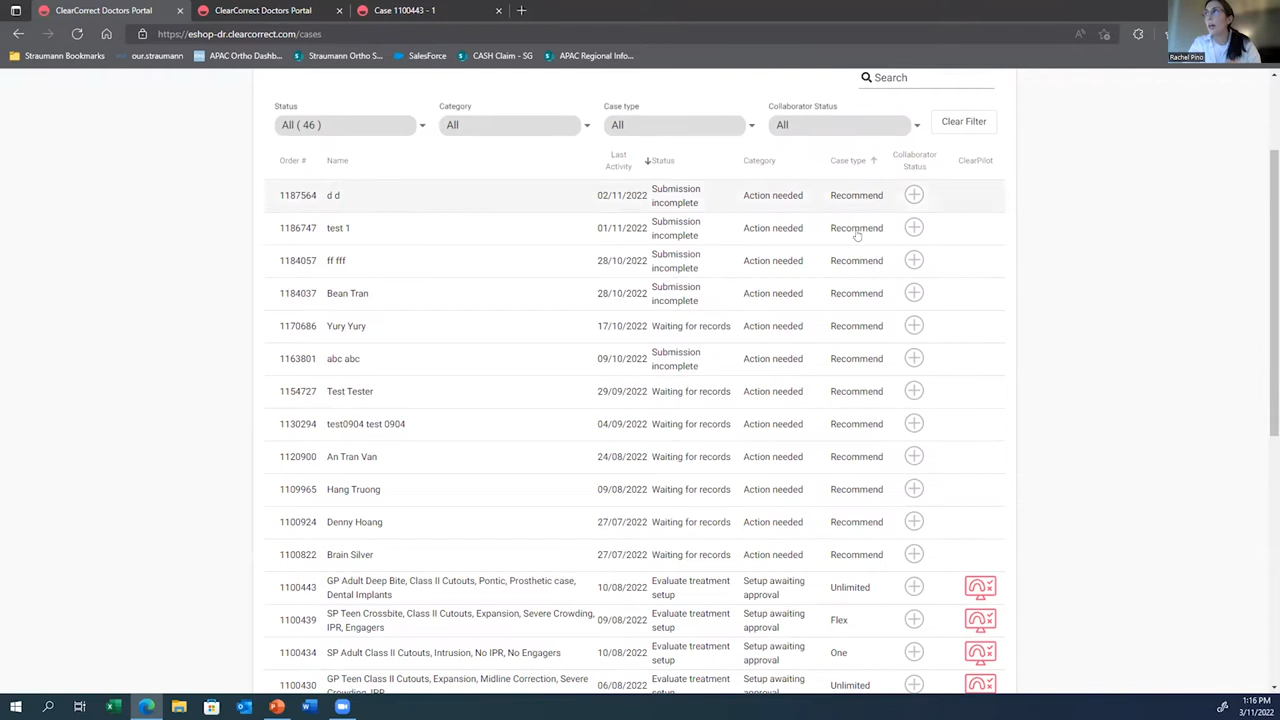 ClearCorrect Doctors Portal
ClearCorrect Doctors Portal
Case 1100443 - 1
https://eshop-dr.clearcorrect.com/cases
Straumann Bookmarks
our.straumann
APAC Ortho Dashb...
Straumann Ortho S...
SalesForce
CASH Claim - SG
APAC Regional Info...
Rachel Pino
Search
Status Category Case type Collaborator Status
All ( 46 ) All All All Clear Filter
Order # Name Last Activity Status Category Case type Collaborator Status ClearPilot
1187564 d d 02/11/2022 Submission incomplete Action needed Recommend
1186747 test 1 01/11/2022 Submission incomplete Action needed Recommend
1184057 ff fff 28/10/2022 Submission incomplete Action needed Recommend
1184037 Bean Tran 28/10/2022 Submission incomplete Action needed Recommend
1170686 Yury Yury 17/10/2022 Waiting for records Action needed Recommend
1163801 abc abc 09/10/2022 Submission incomplete Action needed Recommend
1154727 Test Tester 29/09/2022 Waiting for records Action needed Recommend
1130294 test0904 test 0904 04/09/2022 Waiting for records Action needed Recommend
1120900 An Tran Van 24/08/2022 Waiting for records Action needed Recommend
1109965 Hang Truong 09/08/2022 Waiting for records Action needed Recommend
1100924 Denny Hoang 27/07/2022 Waiting for records Action needed Recommend
1100822 Brain Silver 27/07/2022 Waiting for records Action needed Recommend
1100443 GP Adult Deep Bite, Class II Cutouts, Pontic, Prosthetic case, Dental Implants 10/08/2022 Evaluate treatment setup Setup awaiting approval Unlimited
1100439 SP Teen Crossbite, Class II Cutouts, Expansion, Severe Crowding, IPR, Engagers 09/08/2022 Evaluate treatment setup Setup awaiting approval Flex
1100434 SP Adult Class II Cutouts, Intrusion, No IPR, No Engagers 10/08/2022 Evaluate treatment setup Setup awaiting approval One
1100430 GP Teen Class II Cutouts, Expansion, Midline Correction, Severe Crowding, IPR 06/08/2022 Evaluate treatment setup Setup awaiting approval Unlimited
1:16 PM
3/11/2022